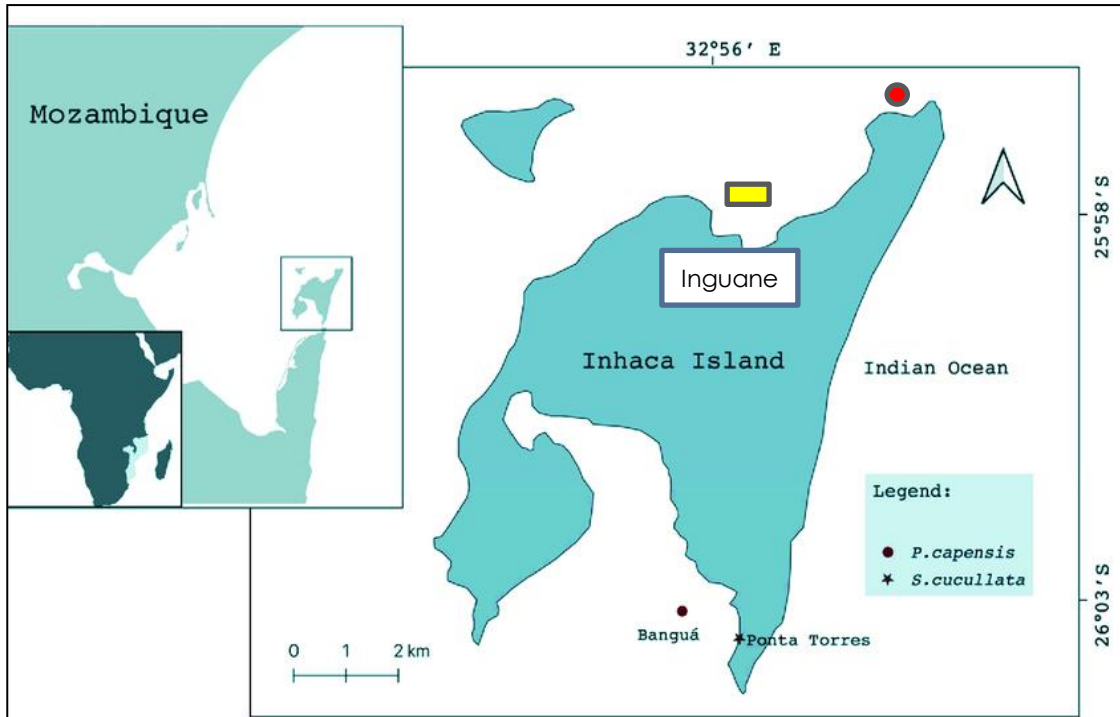 Mozambique
32°56′ E
25°58′S
Inguane
Inhaca Island
Indian Ocean
Legend:
P.capensis
S.cucullata
26°03′S
Banguá
Ponta Torres
0 1 2 km